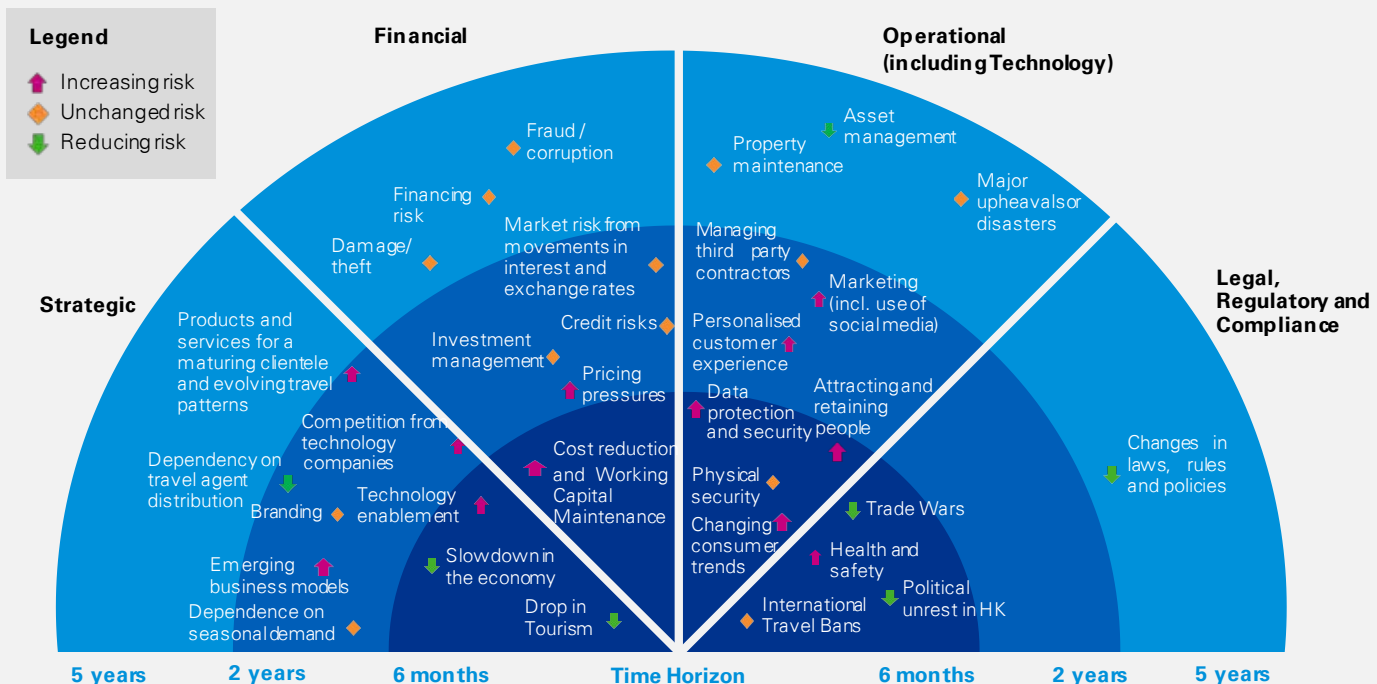 Legend
Increasing risk
Unchanged risk
Reducing risk
Financial
Operational
(including Technology)
Strategic
Legal,
Regulatory and
Compliance
Fraud /
corruption
Financing
risk
Damage/
theft
Market risk from
movements in
interest and
exchange rates
Credit risks
Investment
management
Pricing
pressures
Cost reduction
and Working
Capital
Maintenance
Products and
services for a
maturing clientele
and evolving travel
patterns
Competition from
technology
companies
Dependency on
travel agent
distribution
Branding
Technology
enablement
Emerging
business models
Slowdown in
the economy
Dependence on
seasonal demand
Drop in
Tourism
Asset
management
Property
maintenance
Major
upheavals or
disasters
Managing
third party
contractors
Marketing
(incl. use of
social media)
Personalised
customer
experience
Attracting and
retaining
people
Data
protection
and security
Physical
security
Changing
consumer
trends
Changes in
laws, rules
and policies
Trade Wars
Health and
safety
Political
unrest in HK
International
Travel Bans
5 years
2 years
6 months
Time Horizon
6 months
2 years
5 years